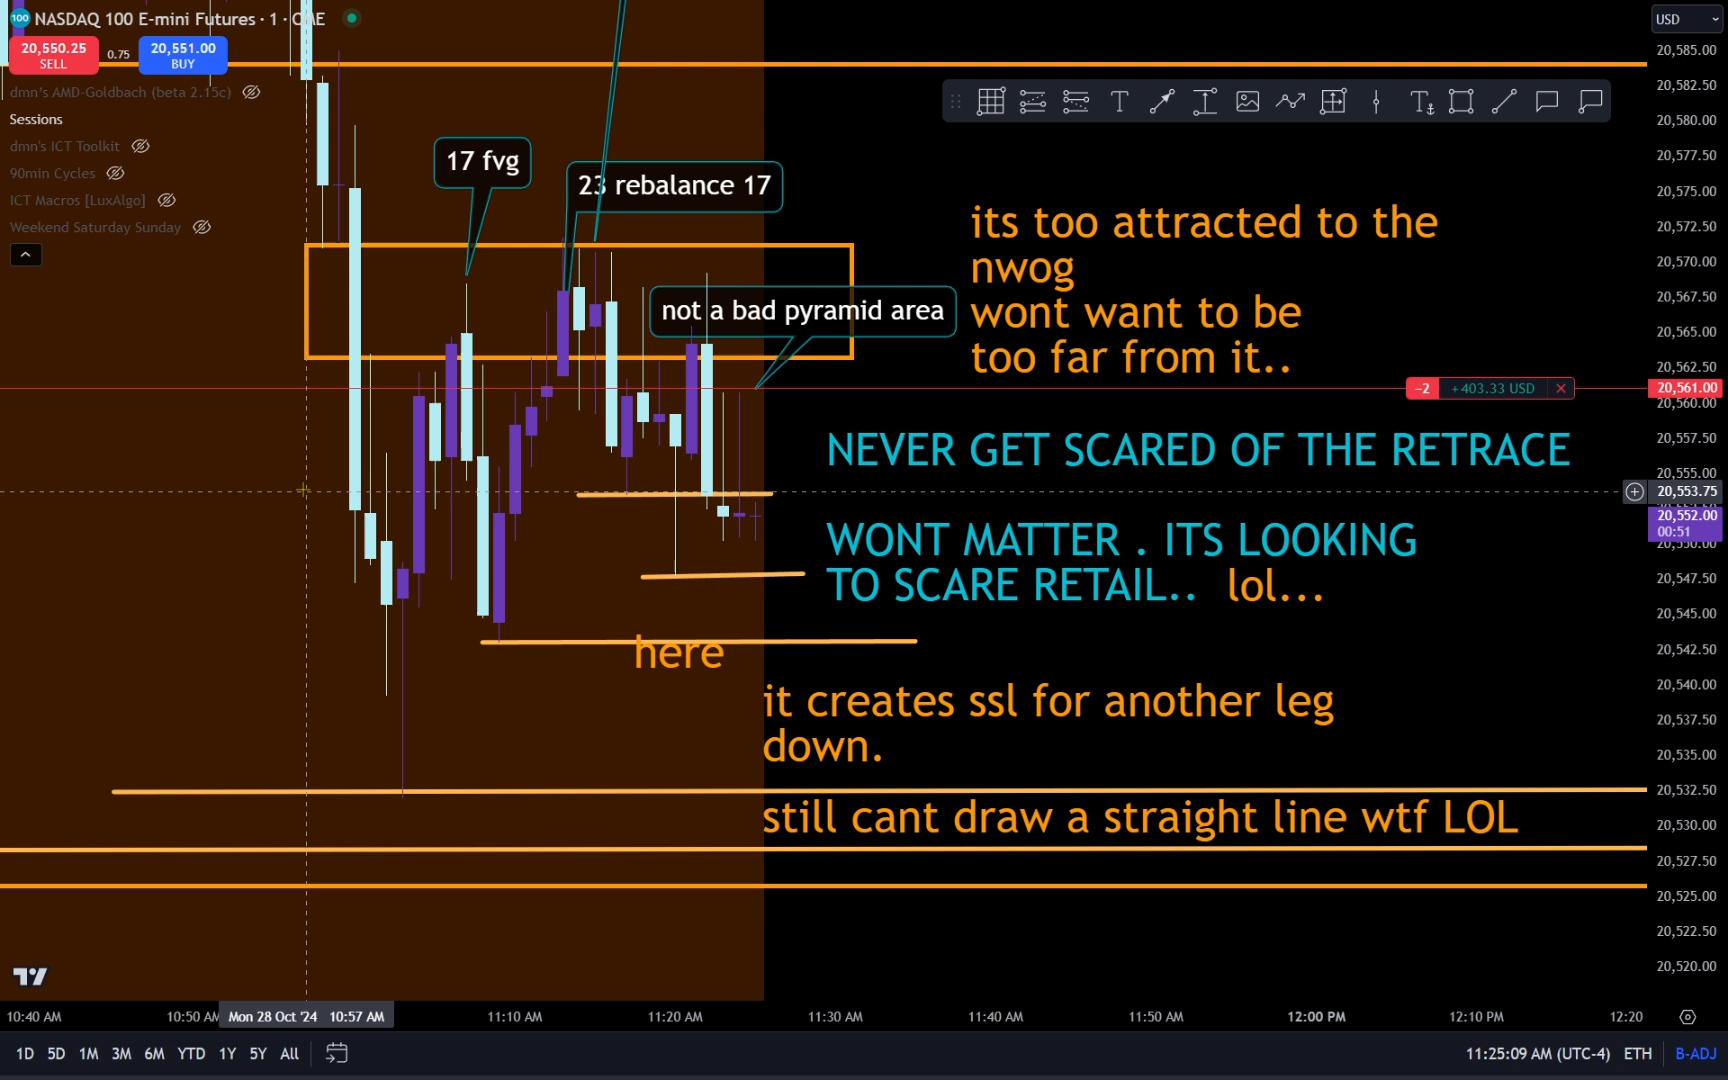 100 NASDAQ 100 E-mini Futures · 1 · CME
USD
20,550.25
SELL
0.75
20,551.00
BUY
dmn's AMD-Goldbach (beta 2.15c)
Sessions
dmn's ICT Toolkit
90min Cycles
ICT Macros [LuxAlgo]
Weekend Saturday Sunday
17 fvg
23 rebalance 17
not a bad pyramid area
its too attracted to the
nwog
wont want to be
too far from it..
−2 +403.33 USD
NEVER GET SCARED OF THE RETRACE
WONT MATTER . ITS LOOKING
TO SCARE RETAIL.. lol...
here
it creates ssl for another leg
down.
still cant draw a straight line wtf LOL
20,585.00
20,582.50
20,580.00
20,577.50
20,575.00
20,572.50
20,570.00
20,567.50
20,565.00
20,562.50
20,561.00
20,560.00
20,557.50
20,555.00
20,553.75
20,552.00
00:51
20,550.00
20,547.50
20,545.00
20,542.50
20,540.00
20,537.50
20,535.00
20,532.50
20,530.00
20,527.50
20,525.00
20,522.50
20,520.00
10:40 AM 10:50 AM Mon 28 Oct '24 10:57 AM 11:10 AM 11:20 AM 11:30 AM 11:40 AM 11:50 AM 12:00 PM 12:10 PM 12:20
1D 5D 1M 3M 6M YTD 1Y 5Y All 11:25:09 AM (UTC-4) ETH B-ADJ